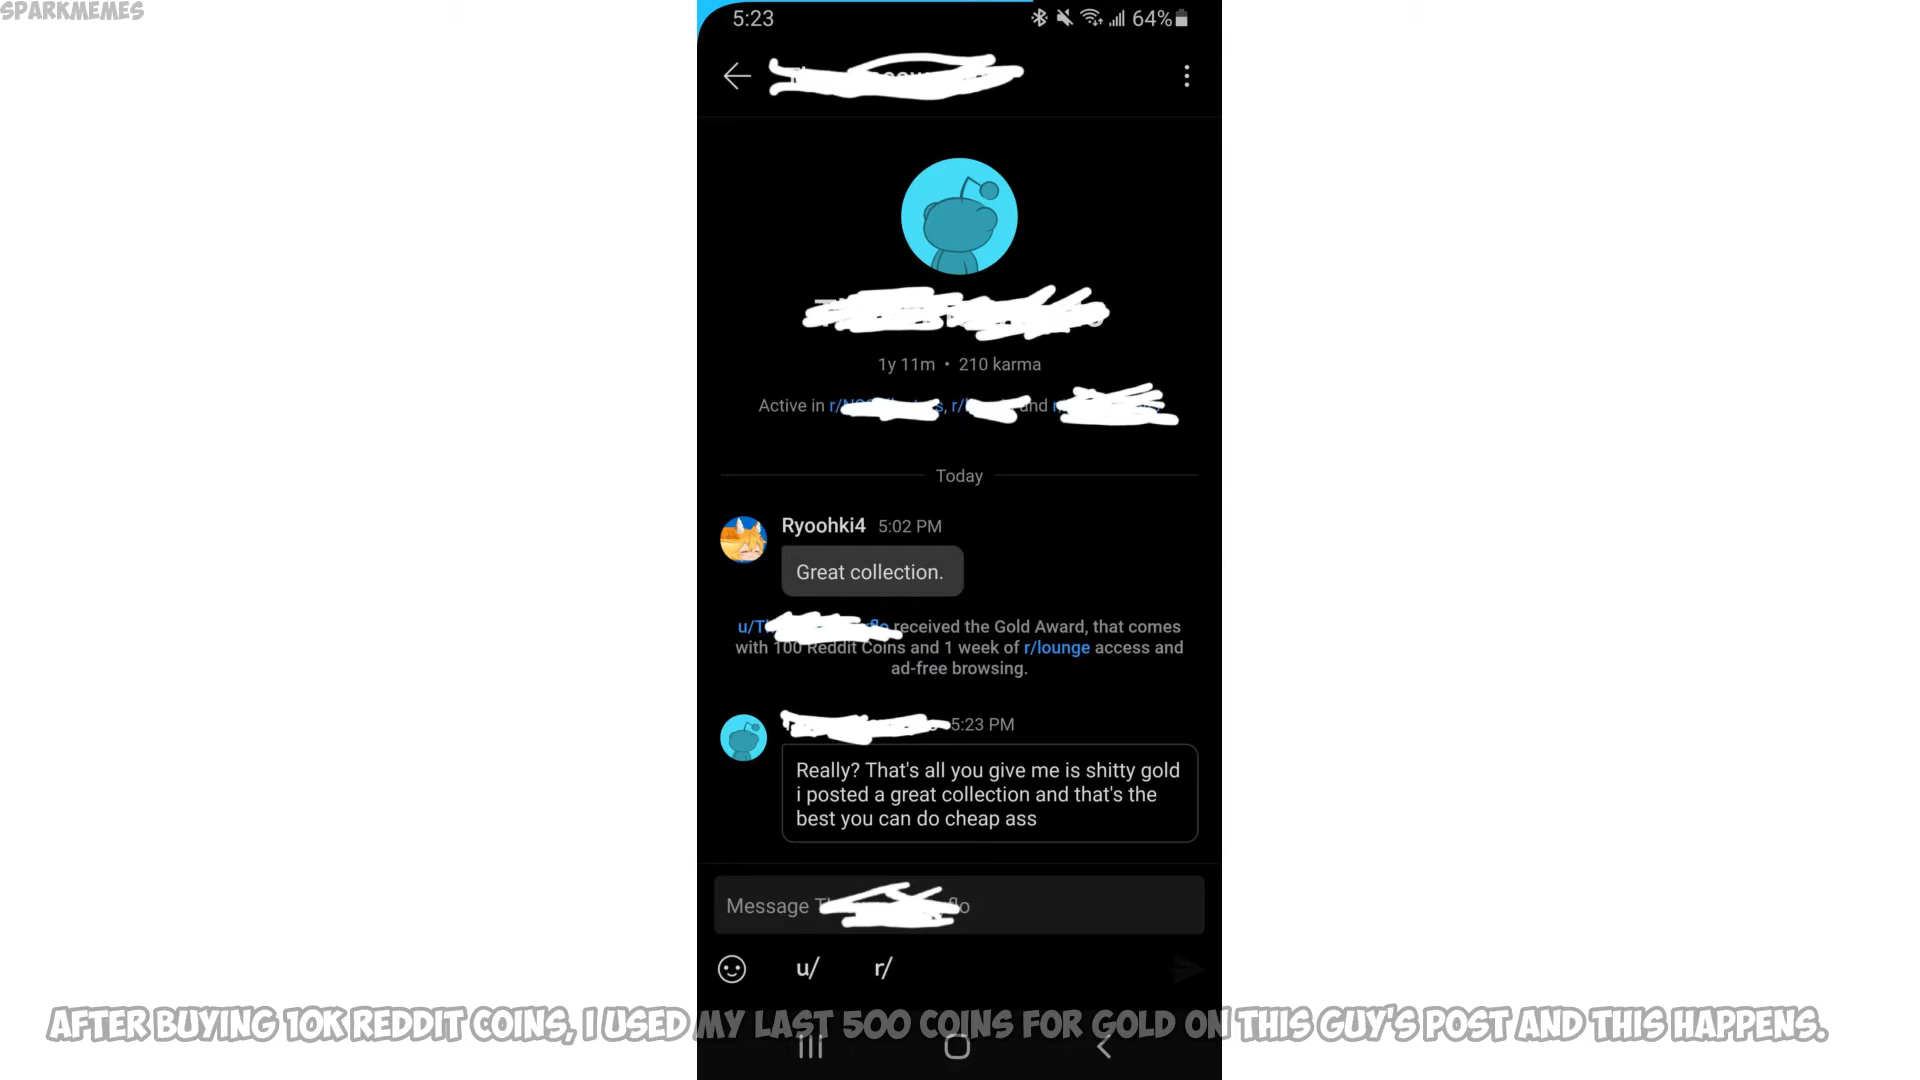 SPARKMEMES
5:23
64%
1y 11m • 210 karma
Active in r/ , r/ and
Today
Ryoohki4 5:02 PM
Great collection.
received the Gold Award, that comes
with 100 Reddit Coins and 1 week of r/lounge access and
ad-free browsing.
5:23 PM
Really? That's all you give me is shitty gold
i posted a great collection and that's the
best you can do cheap ass
Message
u/ r/
AFTER BUYING 10K REDDIT COINS, I USED MY LAST 500 COINS FOR GOLD ON THIS GUY'S POST AND THIS HAPPENS.